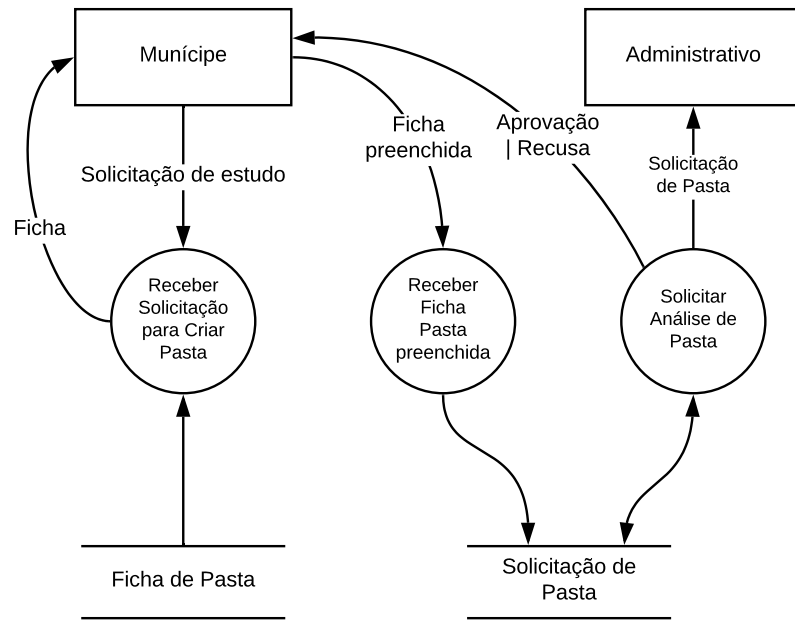 Munícipe
Administrativo
Ficha
preenchida
Aprovação
| Recusa
Solicitação de estudo
Solicitação
de Pasta
Ficha
Receber
Solicitação
para Criar
Pasta
Receber
Ficha
Pasta
preenchida
Solicitar
Análise de
Pasta
Ficha de Pasta
Solicitação de
Pasta